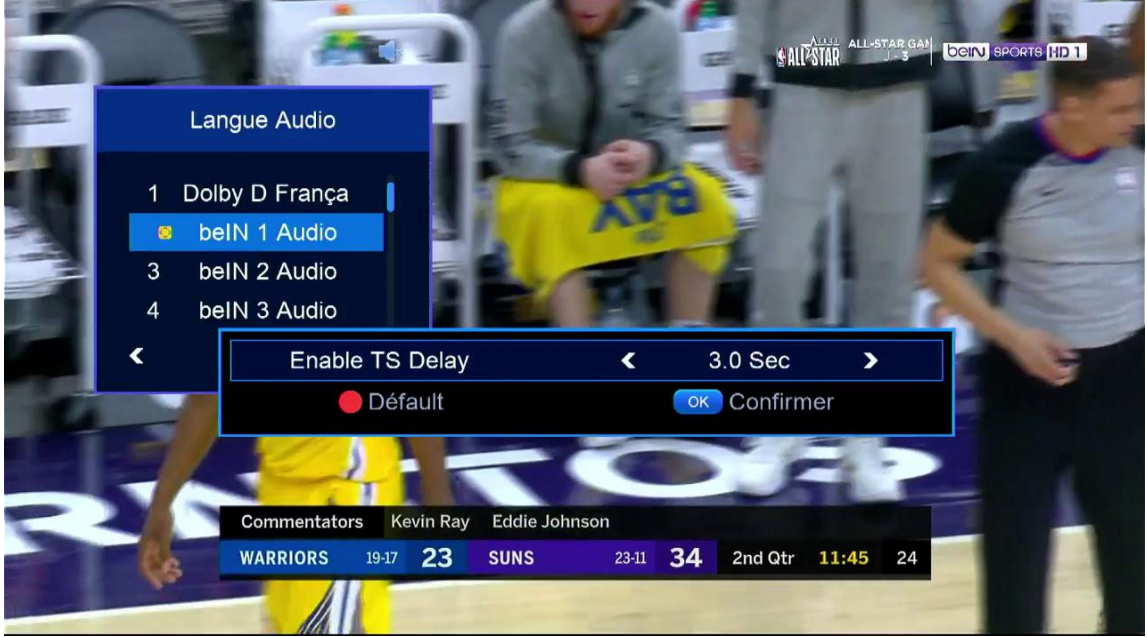 ALL-STAR
ALL-STAR GAM
J - 3
beIN SPORTS HD 1
Langue Audio
1 Dolby D França
beIN 1 Audio
3 beIN 2 Audio
4 beIN 3 Audio
Enable TS Delay 3.0 Sec
Défault OK Confirmer
BAY
Commentators Kevin Ray Eddie Johnson
WARRIORS 19-17 23 SUNS 23-11 34 2nd Qtr 11:45 24